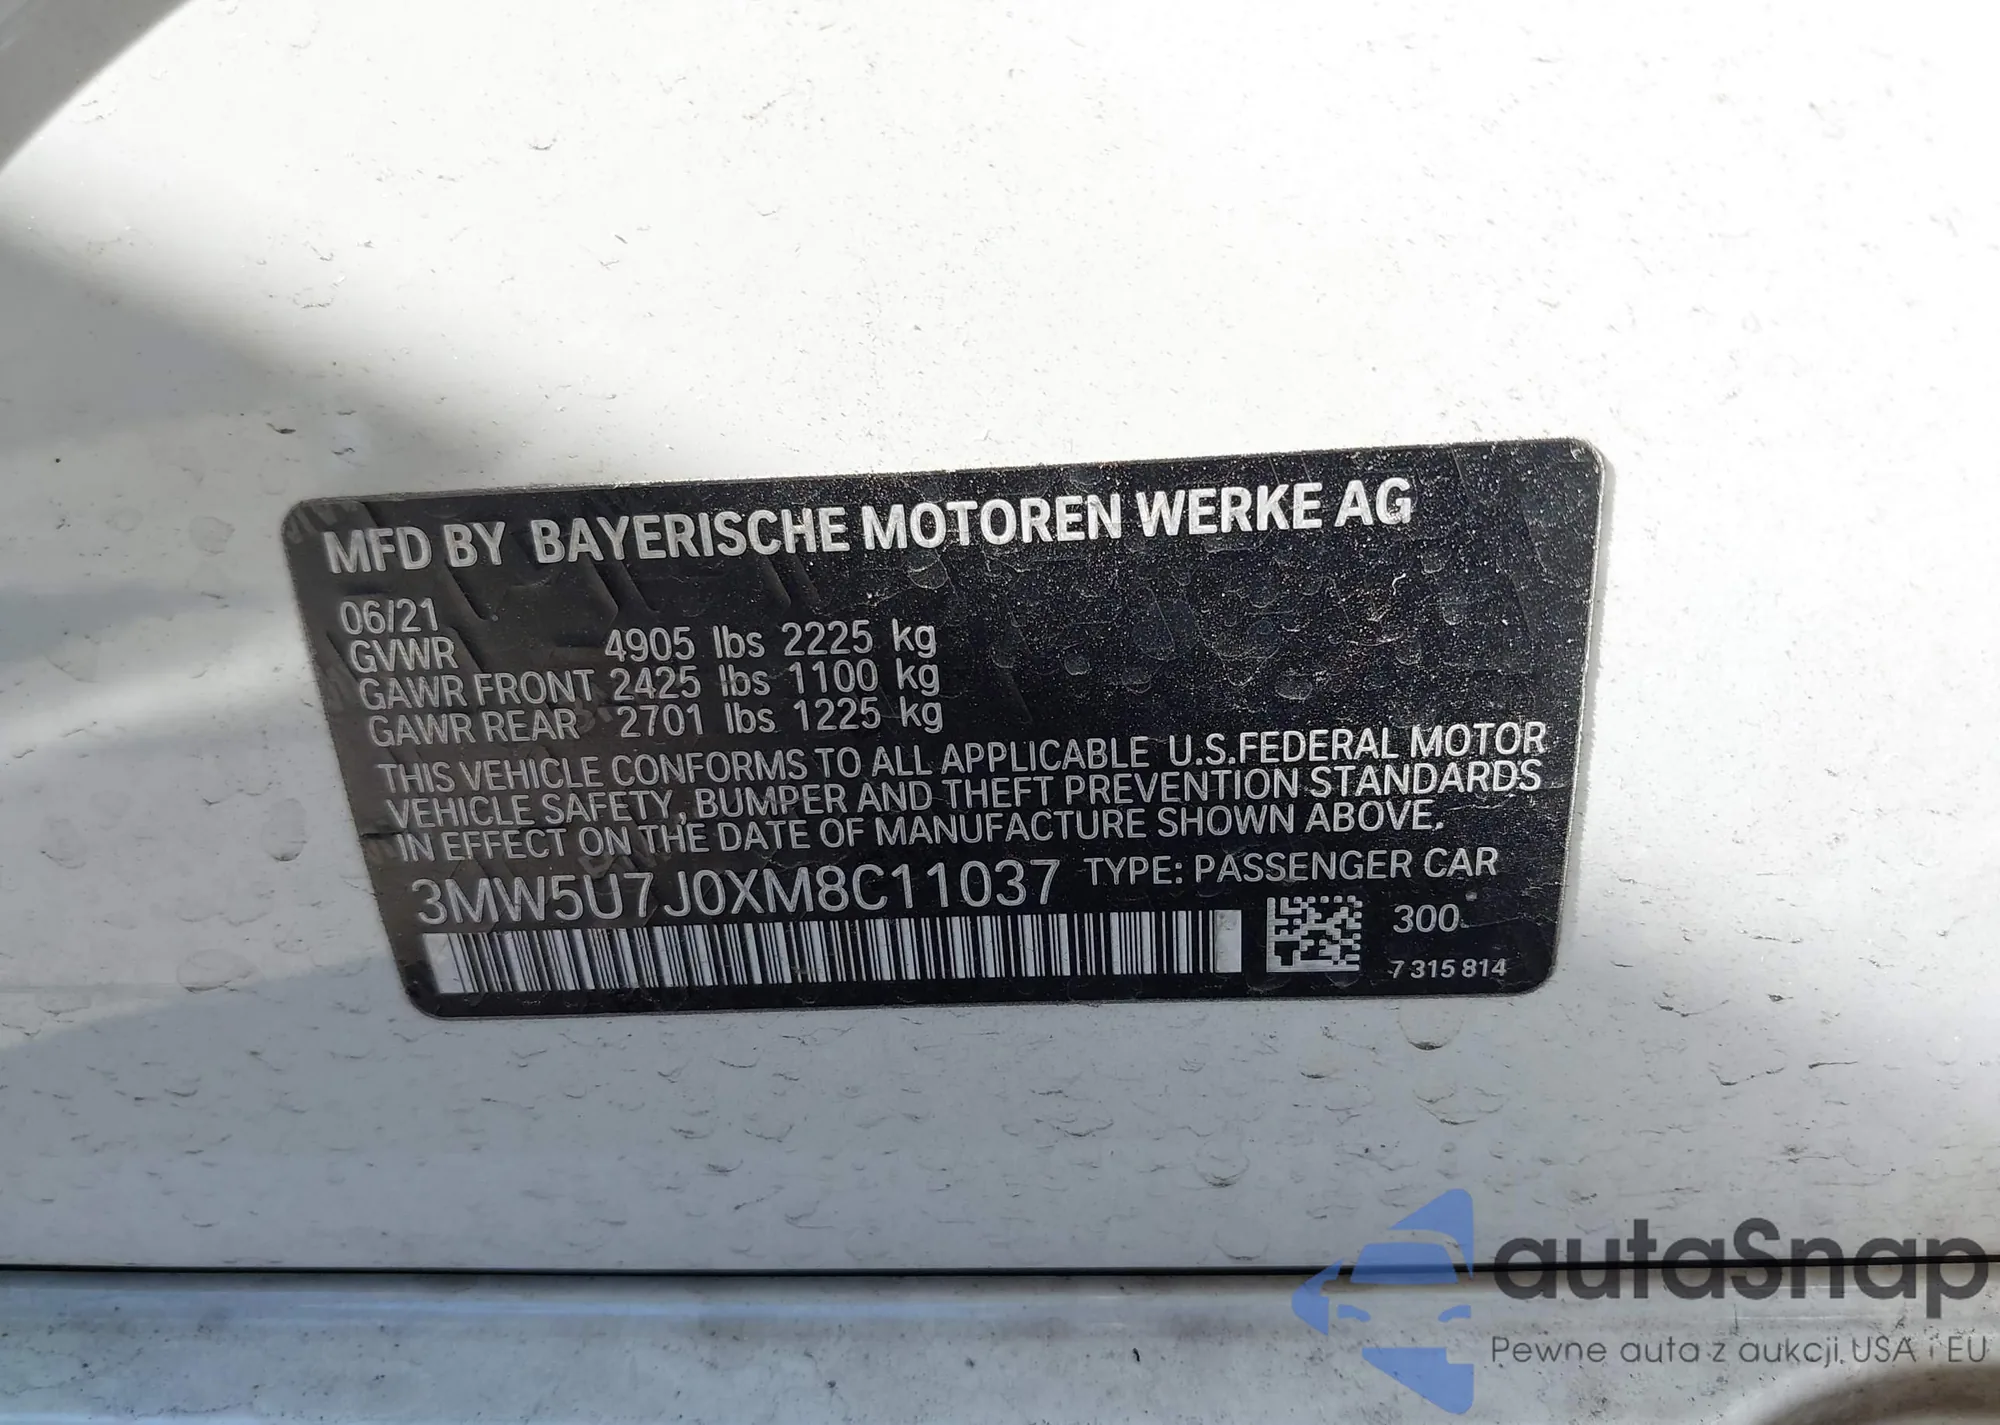 MFD BY BAYERISCHE MOTOREN WERKE AG
06/21
GVWR 4905 lbs 2225 kg
GAWR FRONT 2425 lbs 1100 kg
GAWR REAR 2701 lbs 1225 kg
THIS VEHICLE CONFORMS TO ALL APPLICABLE U.S.FEDERAL MOTOR
VEHICLE SAFETY, BUMPER AND THEFT PREVENTION STANDARDS
IN EFFECT ON THE DATE OF MANUFACTURE SHOWN ABOVE.
3MW5U7J0XM8C11037 TYPE: PASSENGER CAR
300
7 315 814
autaSnap
Pewne auta z aukcji USA i EU